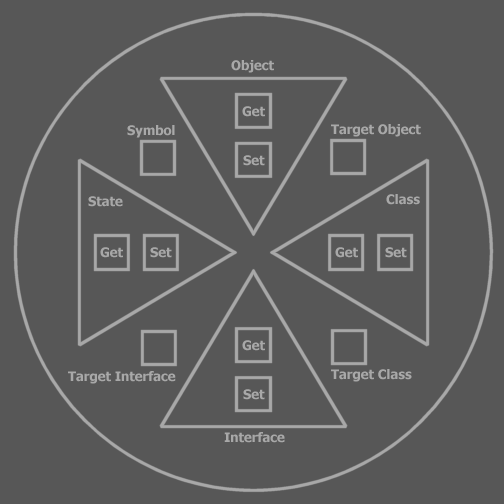 Object
Get
Set
Symbol
Target Object
State
Get Set
Class
Get Set
Get
Set
Target Interface
Target Class
Interface